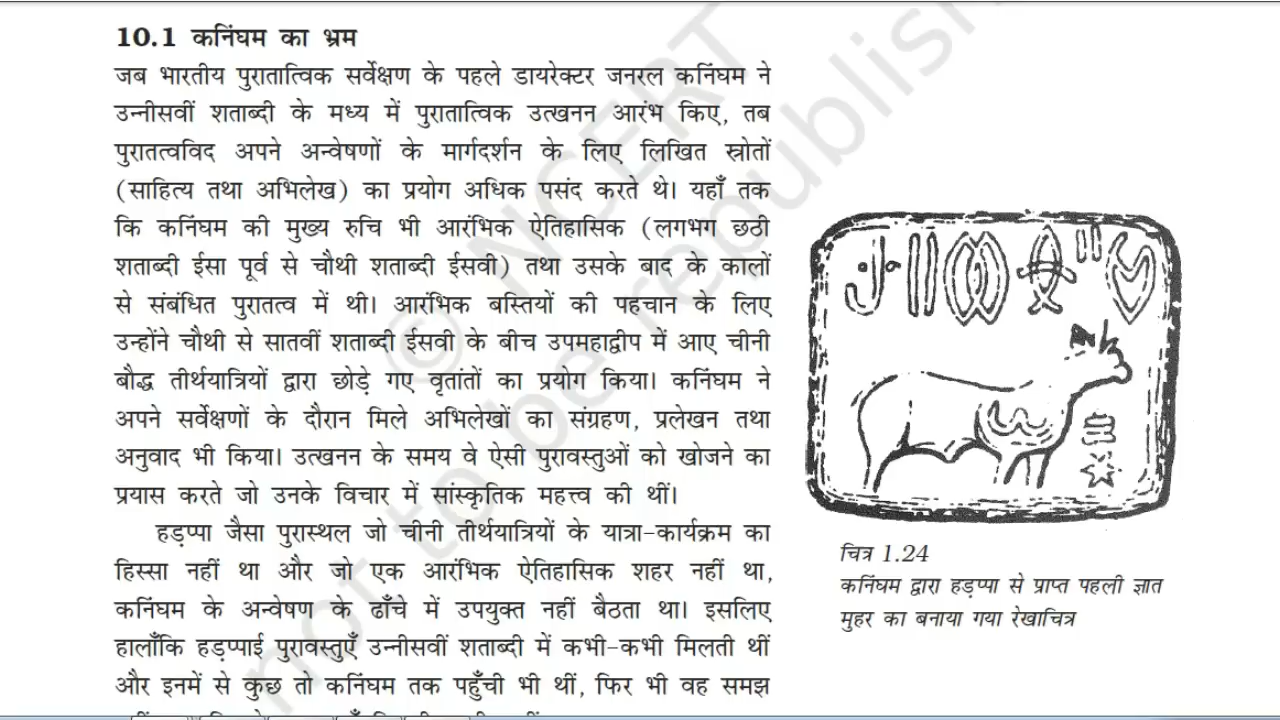 10.1 कनिंघम का भ्रम
जब भारतीय पुरातात्विक सर्वेक्षण के पहले डायरेक्टर जनरल कनिंघम ने
उन्नीसवीं शताब्दी के मध्य में पुरातात्विक उत्खनन आरंभ किए, तब
पुरातत्वविद अपने अन्वेषणों के मार्गदर्शन के लिए लिखित स्रोतों
(साहित्य तथा अभिलेख) का प्रयोग अधिक पसंद करते थे। यहाँ तक
कि कनिंघम की मुख्य रुचि भी आरंभिक ऐतिहासिक (लगभग छठी
शताब्दी ईसा पूर्व से चौथी शताब्दी ईसवी) तथा उसके बाद के कालों
से संबंधित पुरातत्व में थी। आरंभिक बस्तियों की पहचान के लिए
उन्होंने चौथी से सातवीं शताब्दी ईसवी के बीच उपमहाद्वीप में आए चीनी
बौद्ध तीर्थयात्रियों द्वारा छोड़े गए वृतांतों का प्रयोग किया। कनिंघम ने
अपने सर्वेक्षणों के दौरान मिले अभिलेखों का संग्रहण, प्रलेखन तथा
अनुवाद भी किया। उत्खनन के समय वे ऐसी पुरावस्तुओं को खोजने का
प्रयास करते जो उनके विचार में सांस्कृतिक महत्त्व की थीं।
हड़प्पा जैसा पुरास्थल जो चीनी तीर्थयात्रियों के यात्रा-कार्यक्रम का
हिस्सा नहीं था और जो एक आरंभिक ऐतिहासिक शहर नहीं था,
कनिंघम के अन्वेषण के ढाँचे में उपयुक्त नहीं बैठता था। इसलिए
हालाँकि हड़प्पाई पुरावस्तुएँ उन्नीसवीं शताब्दी में कभी-कभी मिलती थीं
और इनमें से कुछ तो कनिंघम तक पहुँची भी थीं, फिर भी वह समझ
चित्र 1.24
कनिंघम द्वारा हड़प्पा से प्राप्त पहली ज्ञात
मुहर का बनाया गया रेखाचित्र
© NCERT
not to be republish